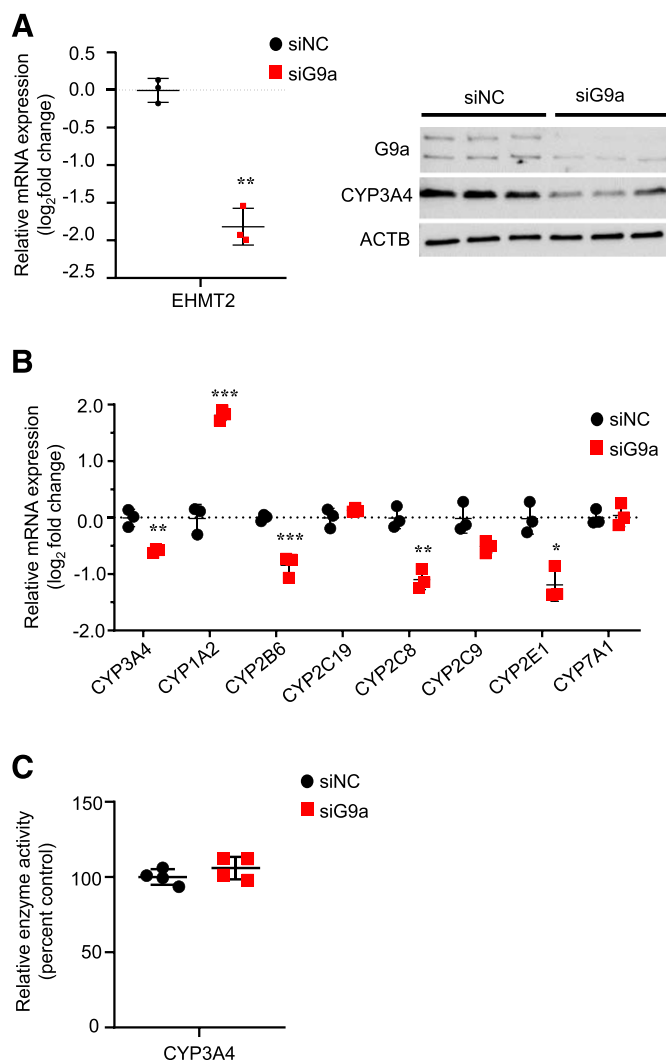 A
siNC
siG9a
Relative mRNA expression
(log2fold change)
0.5
0.0
-0.5
-1.0
-1.5
-2.0
-2.5
**
EHMT2
siNC siG9a
G9a
CYP3A4
ACTB
B
Relative mRNA expression
(log2 fold change)
2.0
1.0
0.0
-1.0
-2.0
siNC
siG9a
** *** *** ** *
CYP3A4 CYP1A2 CYP2B6 CYP2C19 CYP2C8 CYP2C9 CYP2E1 CYP7A1
C
siNC
siG9a
Relative enzyme activity
(percent control)
150
100
50
0
CYP3A4